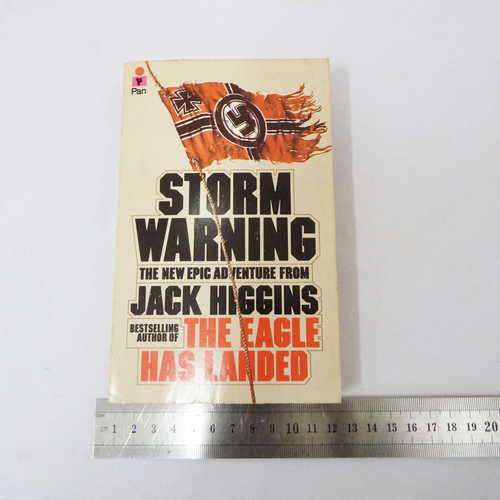 Pan
STORM
WARNING
THE NEW EPIC ADVENTURE FROM
JACK HIGGINS
BESTSELLING
AUTHOR OF
THE EAGLE
HAS LANDED
1 2 3 4 5 6 7 8 9 10 11 12 13 14 15 16 17 18 19 20